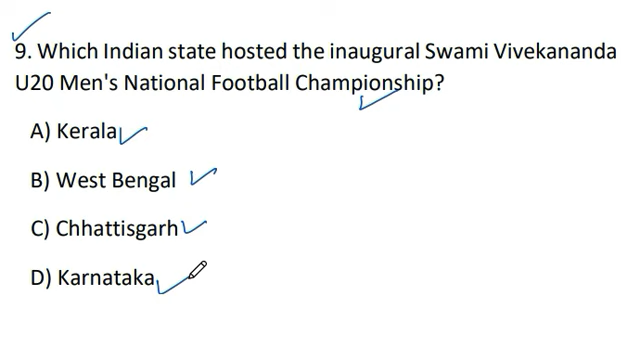 9. Which Indian state hosted the inaugural Swami Vivekananda
U20 Men's National Football Championship?
A) Kerala
B) West Bengal
C) Chhattisgarh
D) Karnataka